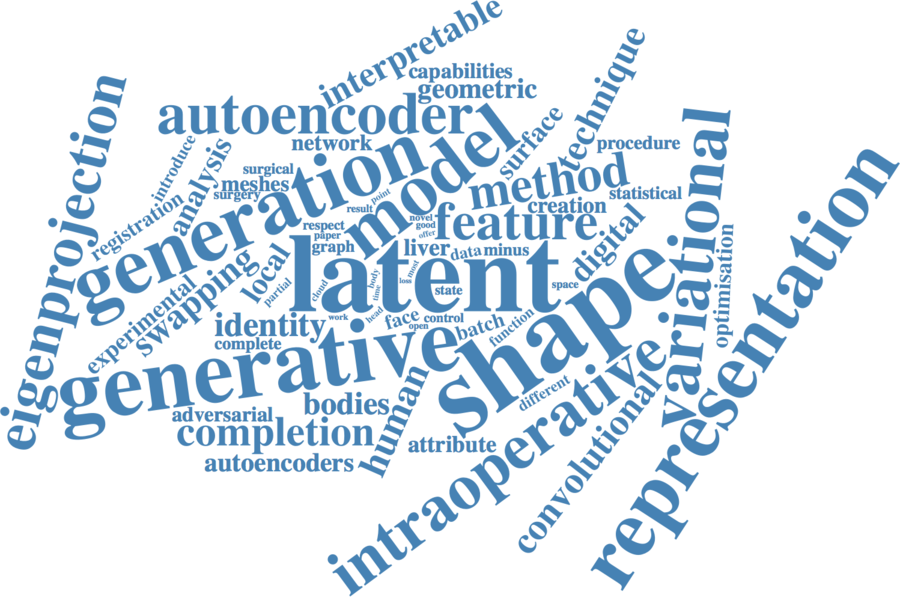 interpretable
capabilities
geometric
technique
autoencoder
network
model
surface
procedure
eigenprojection
introduce
analysis
surgical
meshes
surgery
generation
point
result
method
statistical
creation
variational
representation
registration
respect
paper
graph
novel
good
offer
feature
digital
local
liver
data
minus
swapping
experimental
partial
cloud
body
time
most
loss
latent
state
space
shape
optimisation
identity
complete
work
head
face
open
control
batch
function
generative
different
adversarial
bodies
human
completion
attribute
autoencoders
intraoperative
convolutional